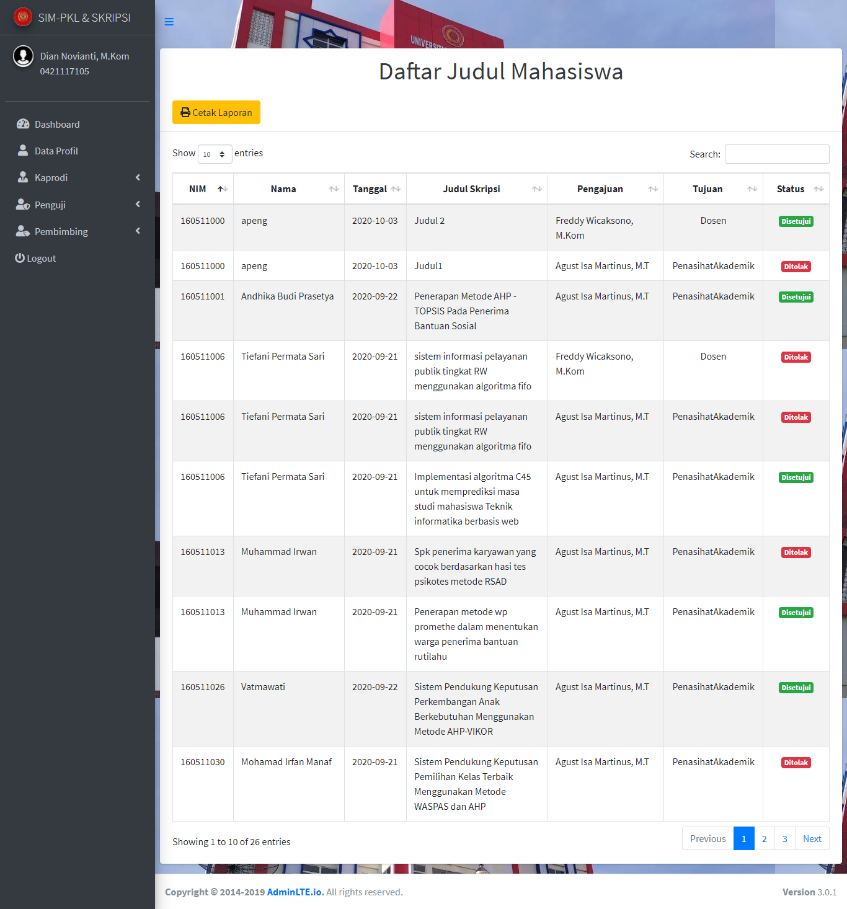 SIM-PKL & SKRIPSI
Dian Novianti, M.Kom
0421117105
Dashboard
Data Profil
Kaprodi
Penguji
Pembimbing
Logout
Daftar Judul Mahasiswa
Cetak Laporan
Show 10 entries
Search:
NIM Nama Tanggal Judul Skripsi Pengajuan Tujuan Status
160511000 apeng 2020-10-03 Judul 2 Freddy Wicaksono, Dosen Disetujui
M.Kom
160511000 apeng 2020-10-03 Judul1 Agust Isa Martinus, M.T PenasihatAkademik Ditolak
160511001 Andhika Budi Prasetya 2020-09-22 Penerapan Metode AHP - Agust Isa Martinus, M.T PenasihatAkademik Disetujui
TOPSIS Pada Penerima
Bantuan Sosial
160511006 Tiefani Permata Sari 2020-09-21 sistem informasi pelayanan Freddy Wicaksono, Dosen Ditolak
publik tingkat RW M.Kom
menggunakan algoritma fifo
160511006 Tiefani Permata Sari 2020-09-21 sistem informasi pelayanan Agust Isa Martinus, M.T PenasihatAkademik Ditolak
publik tingkat RW
menggunakan algoritma fifo
160511006 Tiefani Permata Sari 2020-09-21 Implementasi algoritma C45 Agust Isa Martinus, M.T PenasihatAkademik Disetujui
untuk memprediksi masa
studi mahasiswa Teknik
informatika berbasis web
160511013 Muhammad Irwan 2020-09-21 Spk penerima karyawan yang Agust Isa Martinus, M.T PenasihatAkademik Ditolak
cocok berdasarkan hasi tes
psikotes metode RSAD
160511013 Muhammad Irwan 2020-09-21 Penerapan metode wp Agust Isa Martinus, M.T PenasihatAkademik Disetujui
promethe dalam menentukan
warga penerima bantuan
rutilahu
160511026 Vatmawati 2020-09-22 Sistem Pendukung Keputusan Agust Isa Martinus, M.T PenasihatAkademik Disetujui
Perkembangan Anak
Berkebutuhan Menggunakan
Metode AHP-VIKOR
160511030 Mohamad Irfan Manaf 2020-09-21 Sistem Pendukung Keputusan Agust Isa Martinus, M.T PenasihatAkademik Ditolak
Pemilihan Kelas Terbaik
Menggunakan Metode
WASPAS dan AHP
Showing 1 to 10 of 26 entries
Previous 1 2 3 Next
Copyright © 2014-2019 AdminLTE.io. All rights reserved.
Version 3.0.1